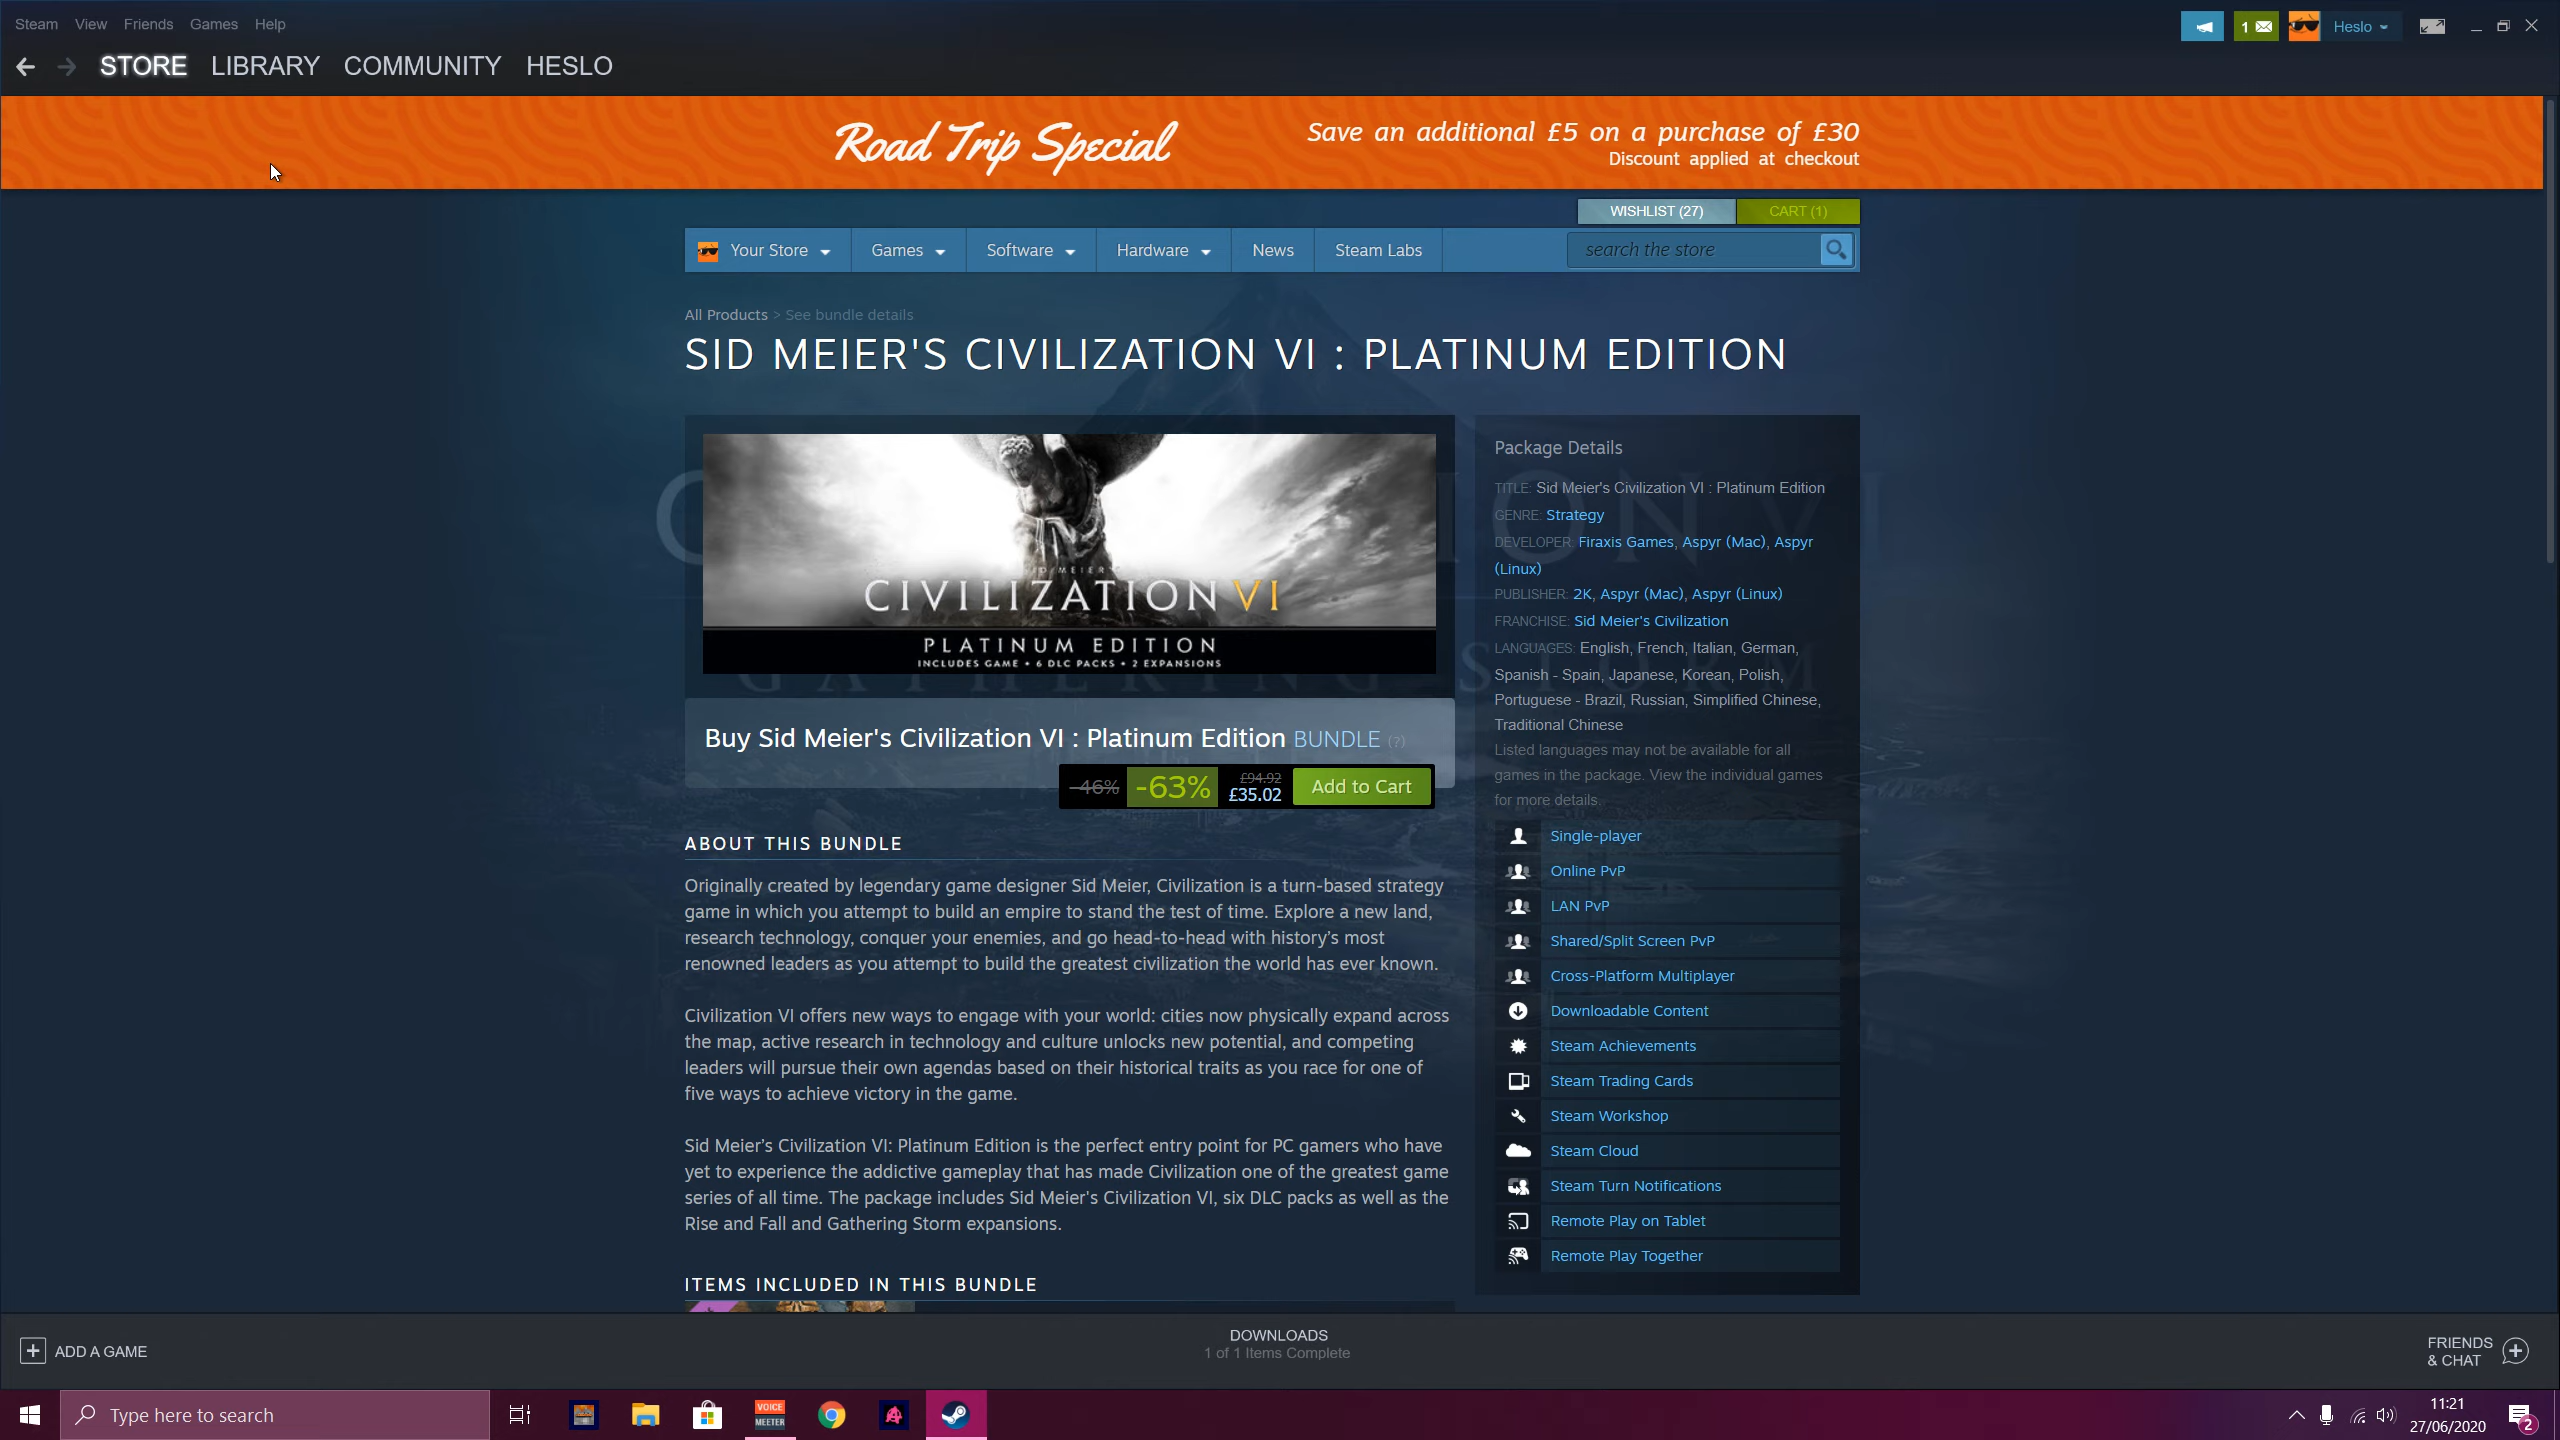 Steam View Friends Games Help
1
Heslo
STORE LIBRARY COMMUNITY HESLO
Road Trip Special
Save an additional £5 on a purchase of £30
Discount applied at checkout
WISHLIST (27)
CART (1)
Your Store
Games
Software
Hardware
News
Steam Labs
search the store
All Products > See bundle details
SID MEIER'S CIVILIZATION VI : PLATINUM EDITION
SID MEIER'S
CIVILIZATION VI
PLATINUM EDITION
INCLUDES GAME • 6 DLC PACKS • 2 EXPANSIONS
Buy Sid Meier's Civilization VI : Platinum Edition BUNDLE (?)
-46%
-63%
£94.92
£35.02
Add to Cart
ABOUT THIS BUNDLE
Originally created by legendary game designer Sid Meier, Civilization is a turn-based strategy
game in which you attempt to build an empire to stand the test of time. Explore a new land,
research technology, conquer your enemies, and go head-to-head with history’s most
renowned leaders as you attempt to build the greatest civilization the world has ever known.
Civilization VI offers new ways to engage with your world: cities now physically expand across
the map, active research in technology and culture unlocks new potential, and competing
leaders will pursue their own agendas based on their historical traits as you race for one of
five ways to achieve victory in the game.
Sid Meier’s Civilization VI: Platinum Edition is the perfect entry point for PC gamers who have
yet to experience the addictive gameplay that has made Civilization one of the greatest game
series of all time. The package includes Sid Meier's Civilization VI, six DLC packs as well as the
Rise and Fall and Gathering Storm expansions.
ITEMS INCLUDED IN THIS BUNDLE
Package Details
TITLE: Sid Meier's Civilization VI : Platinum Edition
GENRE: Strategy
DEVELOPER: Firaxis Games, Aspyr (Mac), Aspyr
(Linux)
PUBLISHER: 2K, Aspyr (Mac), Aspyr (Linux)
FRANCHISE: Sid Meier's Civilization
LANGUAGES: English, French, Italian, German,
Spanish - Spain, Japanese, Korean, Polish,
Portuguese - Brazil, Russian, Simplified Chinese,
Traditional Chinese
Listed languages may not be available for all
games in the package. View the individual games
for more details.
Single-player
Online PvP
LAN PvP
Shared/Split Screen PvP
Cross-Platform Multiplayer
Downloadable Content
Steam Achievements
Steam Trading Cards
Steam Workshop
Steam Cloud
Steam Turn Notifications
Remote Play on Tablet
Remote Play Together
ADD A GAME
DOWNLOADS
1 of 1 Items Complete
FRIENDS
& CHAT
Type here to search
VOICE
MEETER
11:21
27/06/2020
2